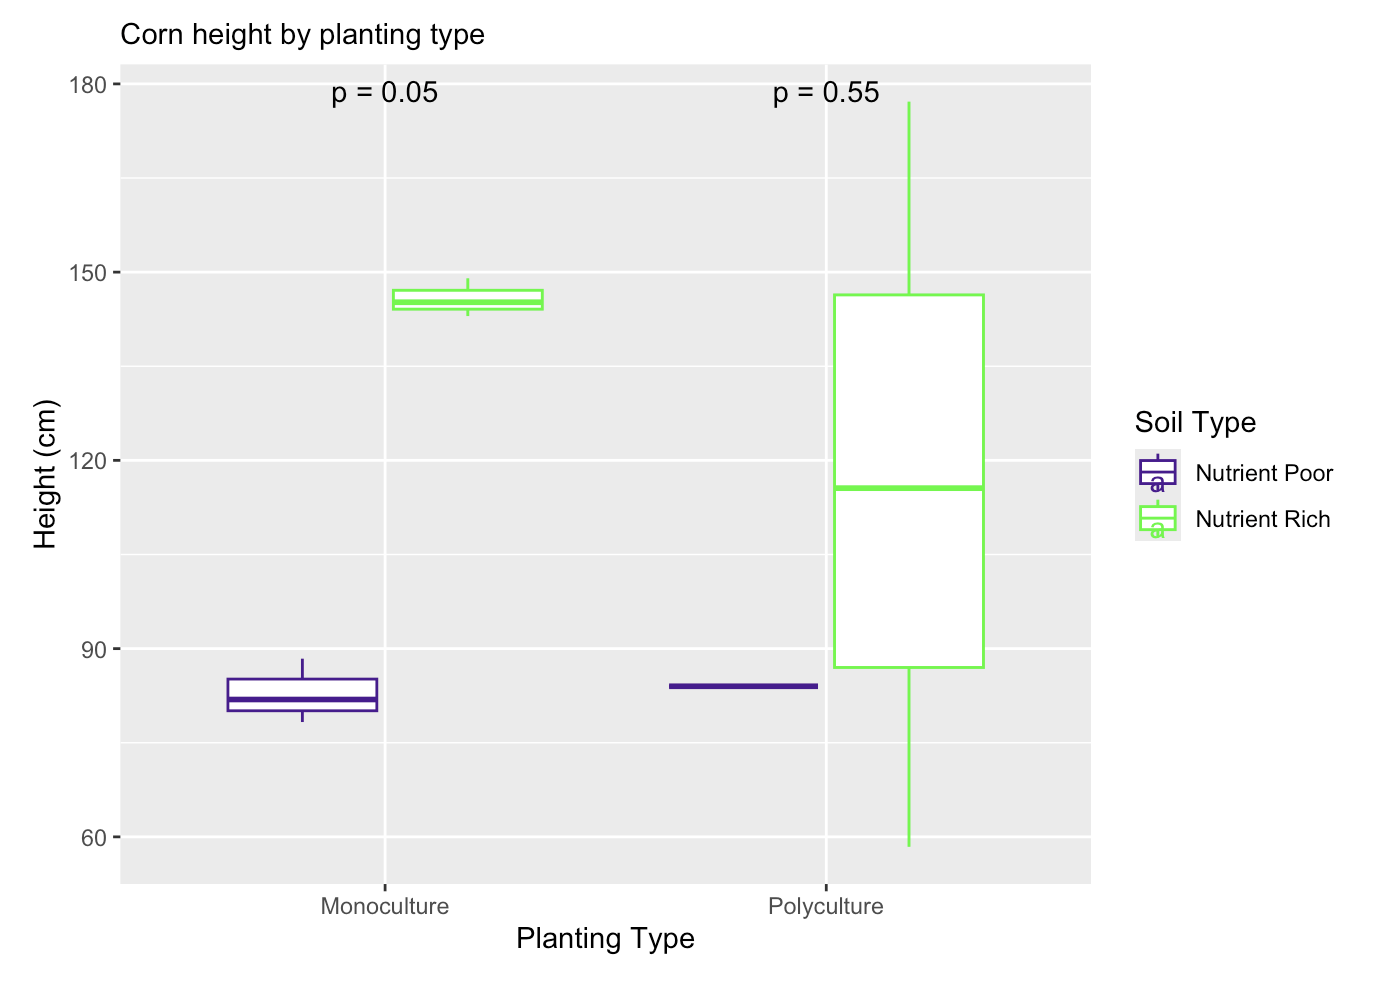 Corn height by planting type
p = 0.05
p = 0.55
180
150
120
90
60
Height (cm)
Monoculture
Polyculture
Planting Type
Soil Type
a
Nutrient Poor
a
Nutrient Rich